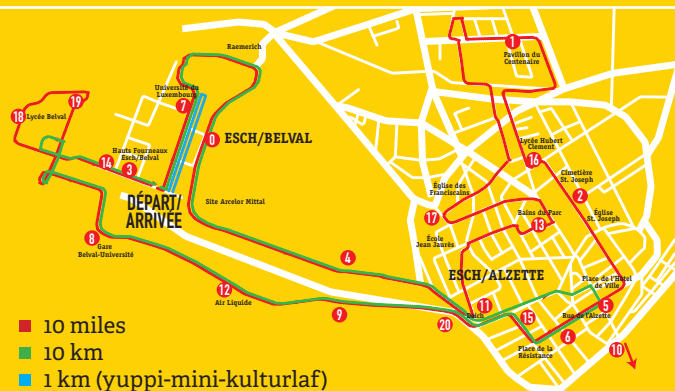 Raemerich
1
Pavillon du
Centenaire
Université du
Luxembourg
7
19
18
Lycée Belval
0
ESCH/BELVAL
Hauts Fourneaux
Esch/Belval
14
3
DÉPART/
ARRIVÉE
Site Arcelor Mittal
Lycée Hubert
Clement
16
Cimetière
St. Joseph
2
Église des
Franciscains
17
Bains du Parc
13
Église
St. Joseph
École
Jean Jaurès
8
Gare
Belval-Université
4
ESCH/ALZETTE
12
Air Liquide
9
Place de l'Hôtel
de Ville
11
5
20
Delch
15
Rue de l'Alzette
6
10
Place de la
Résistance
10 miles
10 km
1 km (yuppi-mini-kulturlaf)